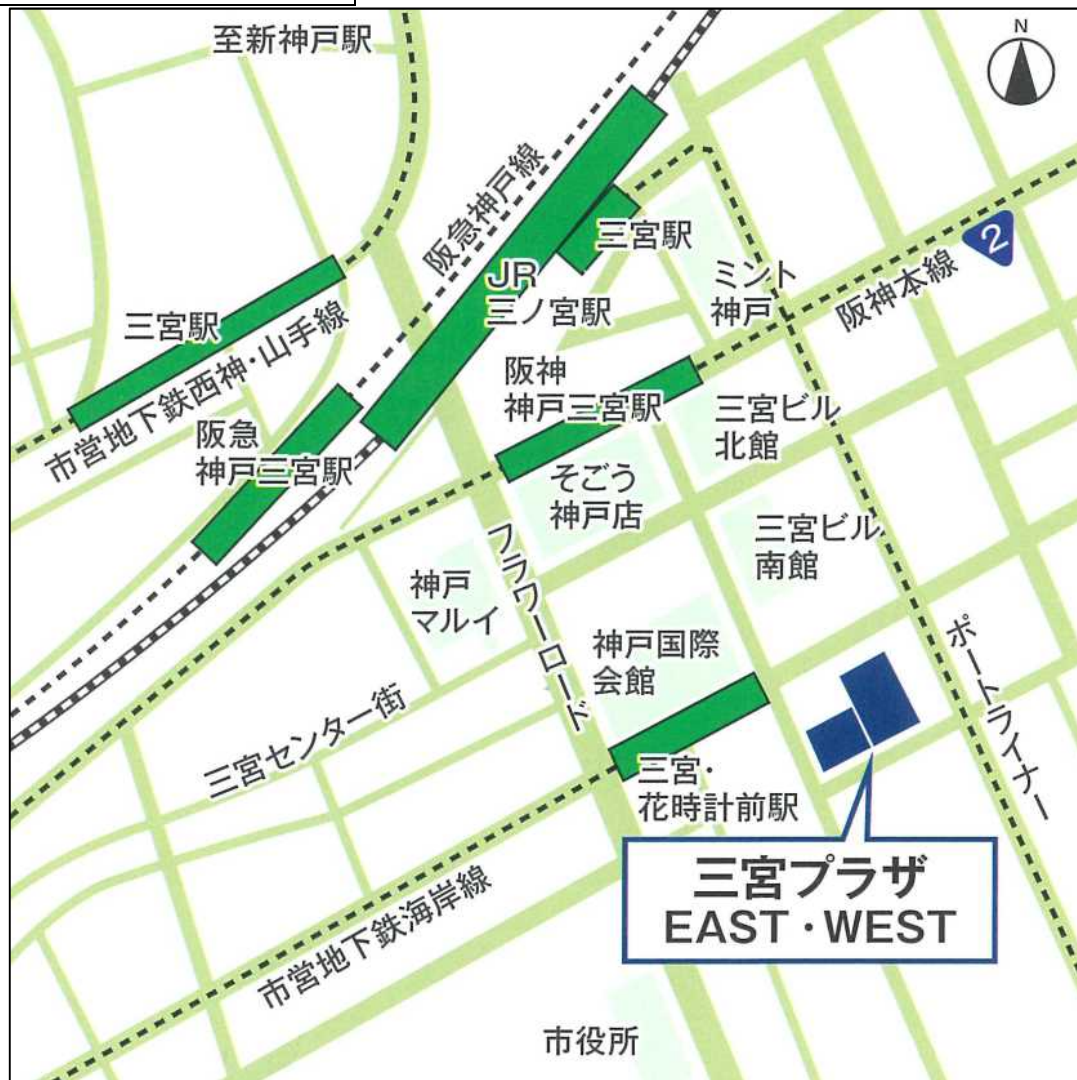 至新神戸駅
N
阪急神戸線
三宮駅
JR
三ノ宮駅
ミント
神戸
2
阪神本線
三宮駅
市営地下鉄西神・山手線
阪神
神戸三宮駅
三宮ビル
北館
阪急
神戸三宮駅
そごう
神戸店
三宮ビル
南館
フラワーロード
神戸
マルイ
神戸国際
会館
ポートライナー
三宮センター街
三宮・
花時計前駅
三宮プラザ
EAST・WEST
市営地下鉄海岸線
市役所